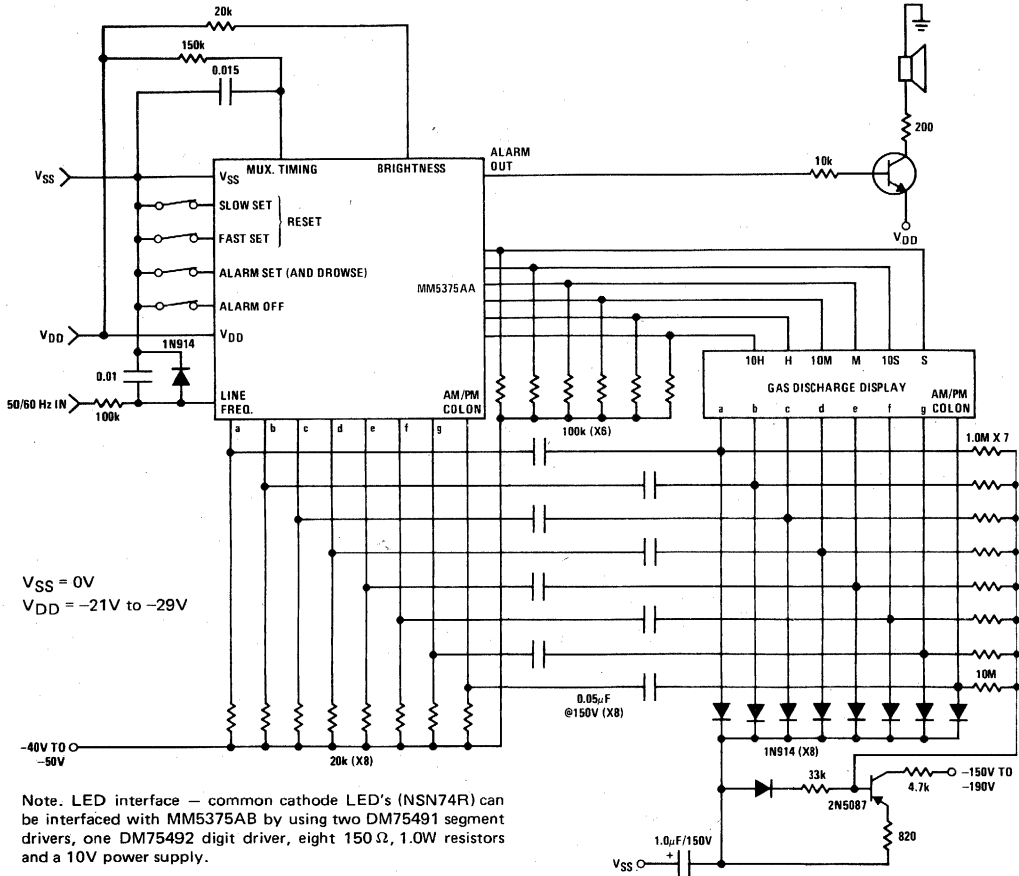 20k
150k
0.015
200
ALARM
OUT
MUX. TIMING
BRIGHTNESS
10k
VSS
VSS
SLOW SET
RESET
FAST SET
VDD
ALARM SET (AND DROWSE)
MM5375AA
ALARM OFF
VDD
VDD
1N914
10H H 10M M 10S S
0.01
GAS DISCHARGE DISPLAY
50/60 Hz IN
100k
LINE
FREQ.
AM/PM
COLON
a b c d e f g
AM/PM
COLON
a b c d e f g
100k (X6)
1.0M X 7
VSS = 0V
VDD = –21V to –29V
10M
0.05μF
@150V (X8)
–40V TO
–50V
20k (X8)
1N914 (X8)
33k
–150V TO
–190V
4.7k
2N5087
820
1.0μF/150V
+
VSS
Note. LED interface – common cathode LED's (NSN74R) can
be interfaced with MM5375AB by using two DM75491 segment
drivers, one DM75492 digit driver, eight 150 Ω, 1.0W resistors
and a 10V power supply.